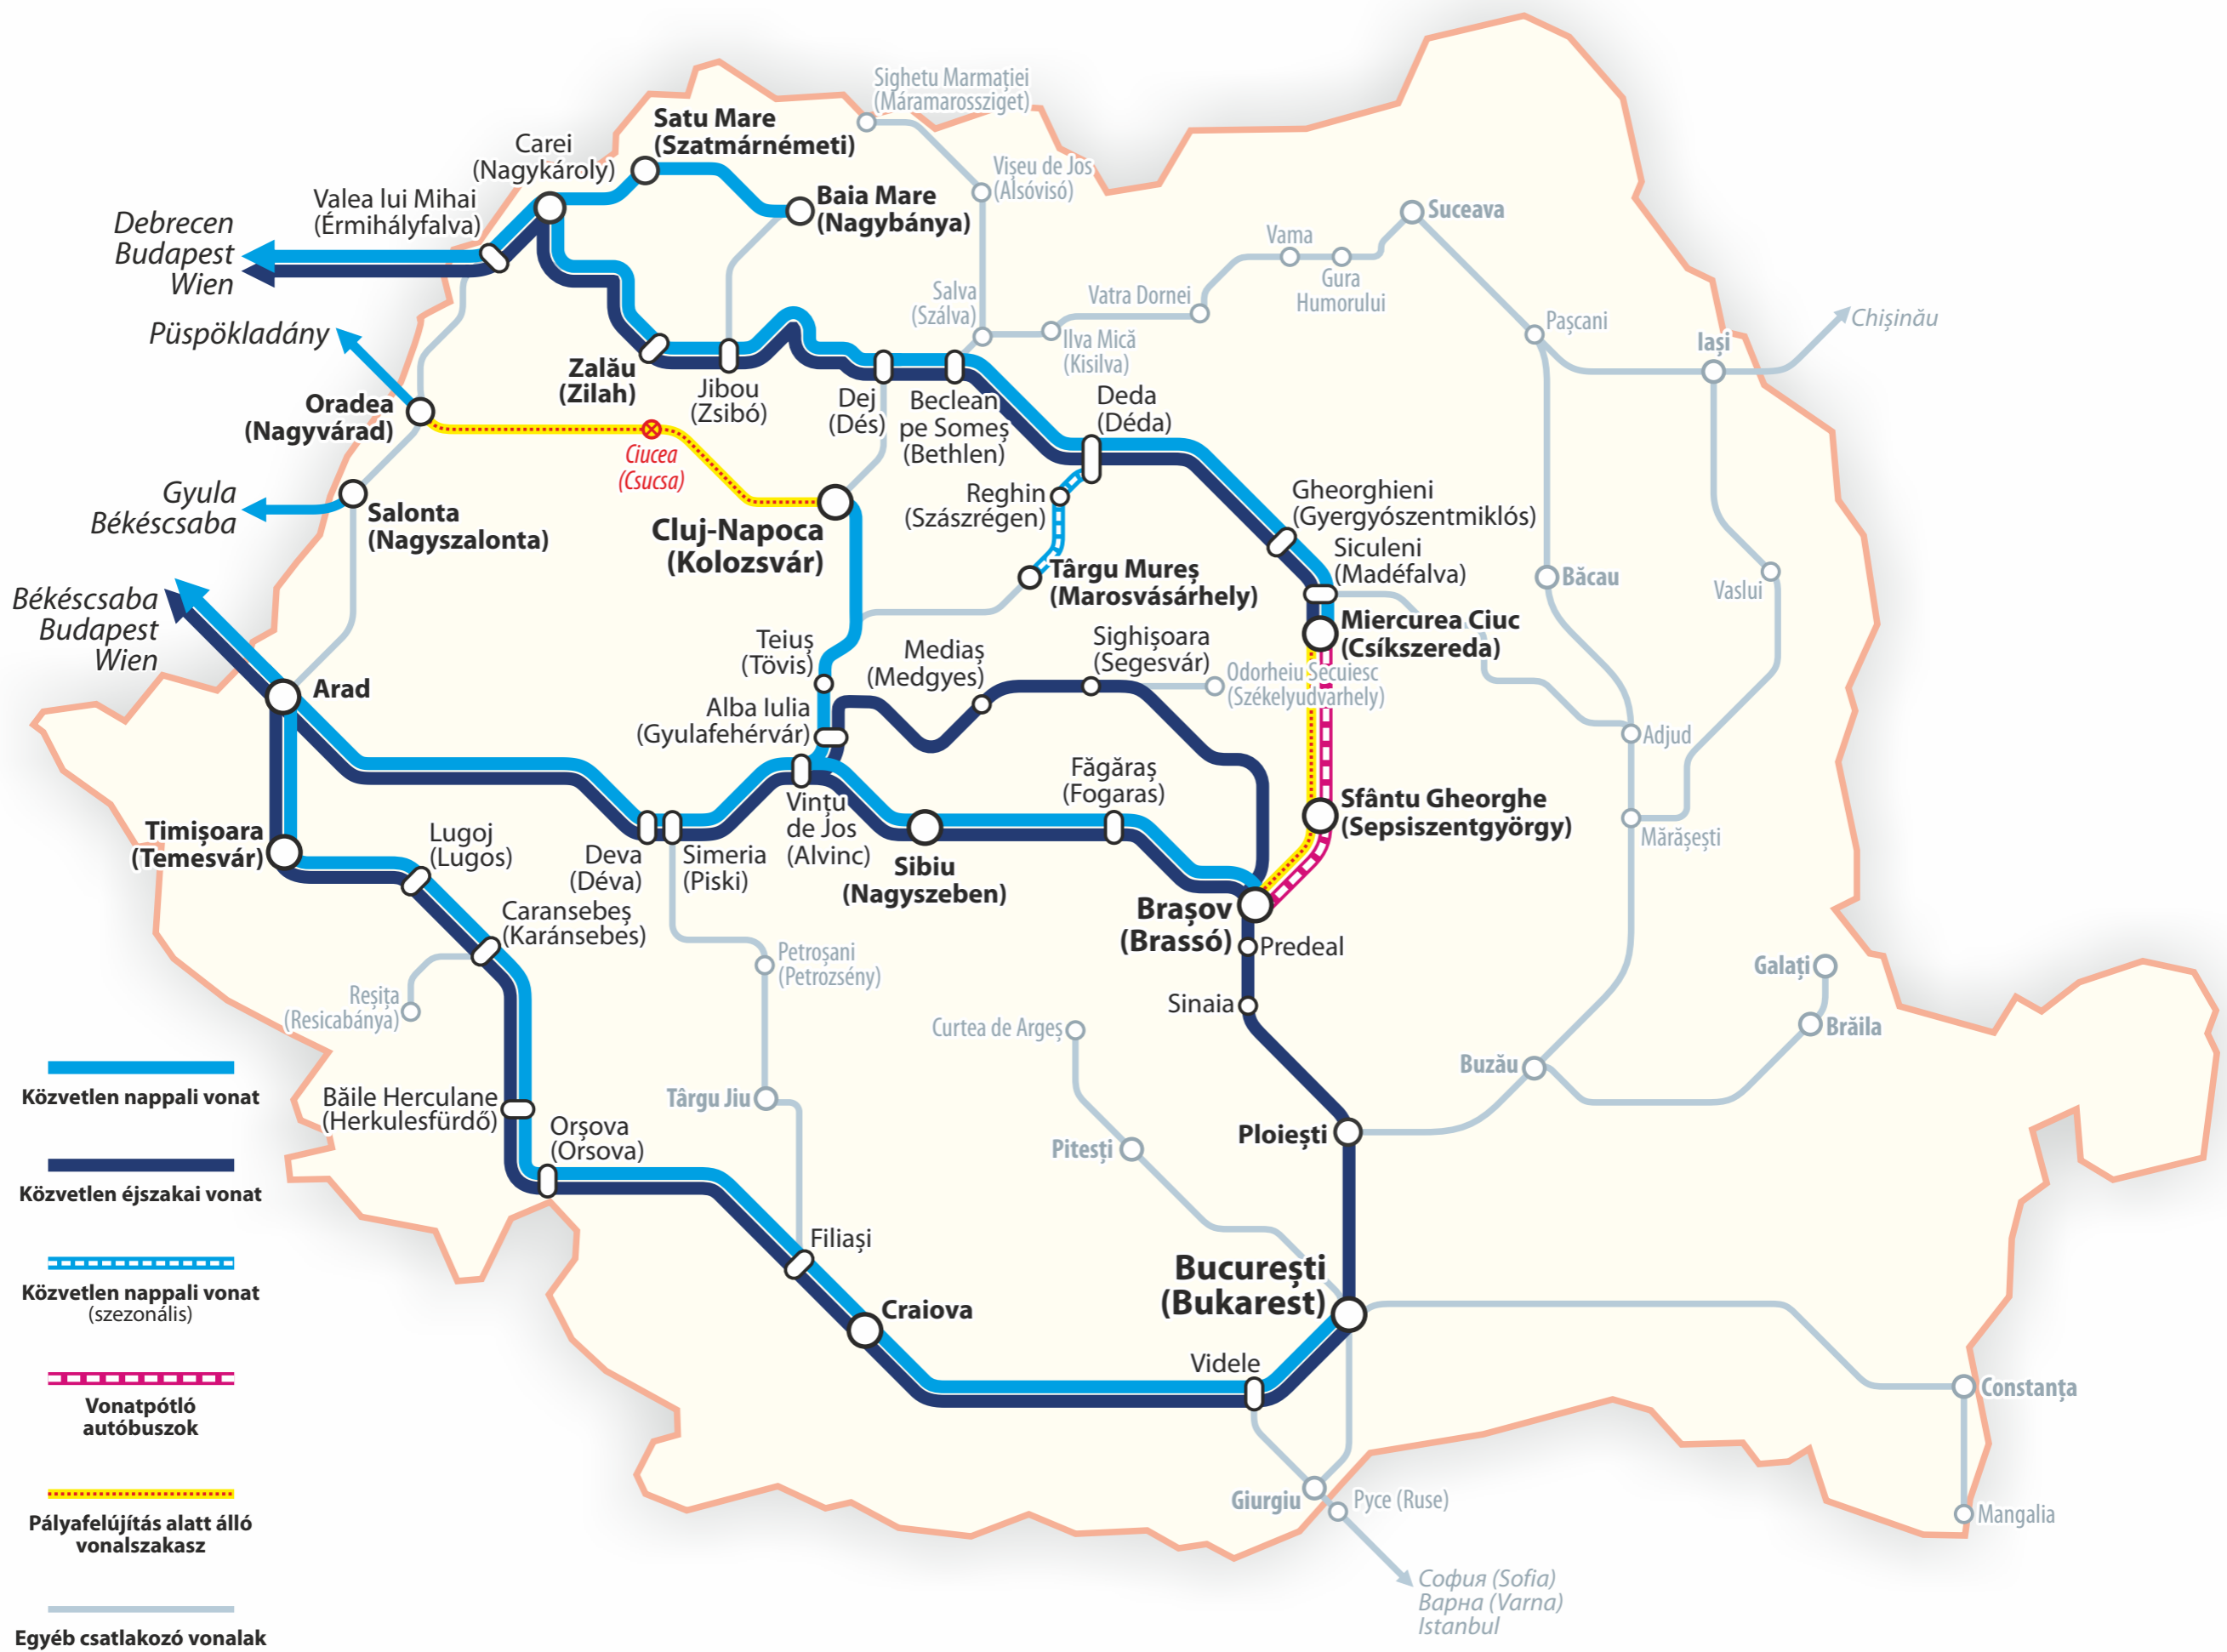 Sighetu Marmației
(Máramarossziget)
Satu Mare
(Szatmárnémeti)
Carei
(Nagykároly)
Vișeu de Jos
(Alsóvisó)
Valea lui Mihai
(Érmihályfalva)
Baia Mare
(Nagybánya)
Debrecen
Budapest
Wien
Suceava
Vama
Gura
Humorului
Salva
(Szálva)
Vatra Dornei
Ilva Mică
(Kisilva)
Pașcani
Iași
Chișinău
Püspökladány
Zalău
(Zilah)
Jibou
(Zsibó)
Dej
(Dés)
Beclean
pe Someș
(Bethlen)
Deda
(Déda)
Oradea
(Nagyvárad)
Ciucea
(Csucsa)
Gyula
Békéscsaba
Salonta
(Nagyszalonta)
Cluj-Napoca
(Kolozsvár)
Reghin
(Szászrégen)
Gheorghieni
(Gyergyószentmiklós)
Siculeni
(Madéfalva)
Târgu Mureș
(Marosvásárhely)
Băcau
Vaslui
Békéscsaba
Budapest
Wien
Miercurea Ciuc
(Csíkszereda)
Teiuș
(Tövis)
Mediaș
(Medgyes)
Sighișoara
(Segesvár)
Odorheiu Secuiesc
(Székelyudvarhely)
Arad
Alba Iulia
(Gyulafehérvár)
Adjud
Făgăraș
(Fogaras)
Sfântu Gheorghe
(Sepsiszentgyörgy)
Mărășești
Timișoara
(Temesvár)
Lugoj
(Lugos)
Deva
(Déva)
Simeria
(Piski)
Vințu
de Jos
(Alvinc)
Sibiu
(Nagyszeben)
Caransebeș
(Karánsebes)
Brașov
(Brassó)
Predeal
Petroșani
(Petrozsény)
Galați
Reșița
(Resicabánya)
Sinaia
Curtea de Argeș
Brăila
Buzău
Közvetlen nappali vonat
Băile Herculane
(Herkulesfürdő)
Târgu Jiu
Orșova
(Orsova)
Pitești
Ploiești
Közvetlen éjszakai vonat
Filiași
București
(Bukarest)
Közvetlen nappali vonat
(szezonális)
Craiova
Videle
Constanța
Vonatpótló
autóbuszok
Giurgiu
Русе (Ruse)
Mangalia
Pályafelújítás alatt álló
vonalszakasz
София (Sofia)
Варна (Varna)
Istanbul
Egyéb csatlakozó vonalak